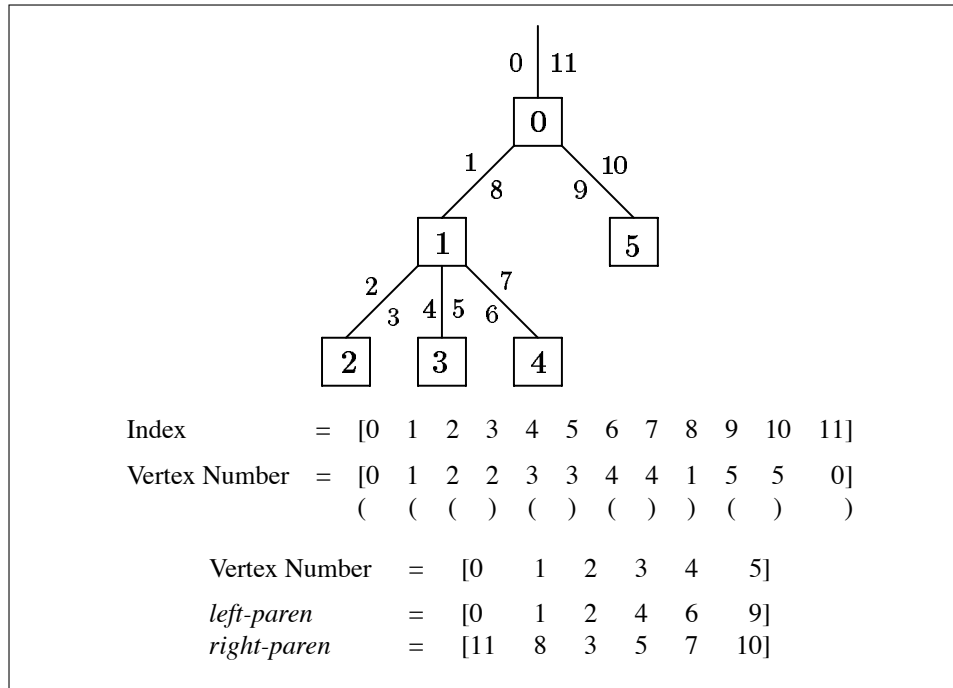 0 11
0
1 10
8 9
1 5
2 7
3 4 5 6
2 3 4
Index = [0 1 2 3 4 5 6 7 8 9 10 11]
Vertex Number = [0 1 2 2 3 3 4 4 1 5 5 0]
( ( ( ) ( ) ( ) ) ( ) )
Vertex Number = [0 1 2 3 4 5]
left-paren = [0 1 2 4 6 9]
right-paren = [11 8 3 5 7 10]